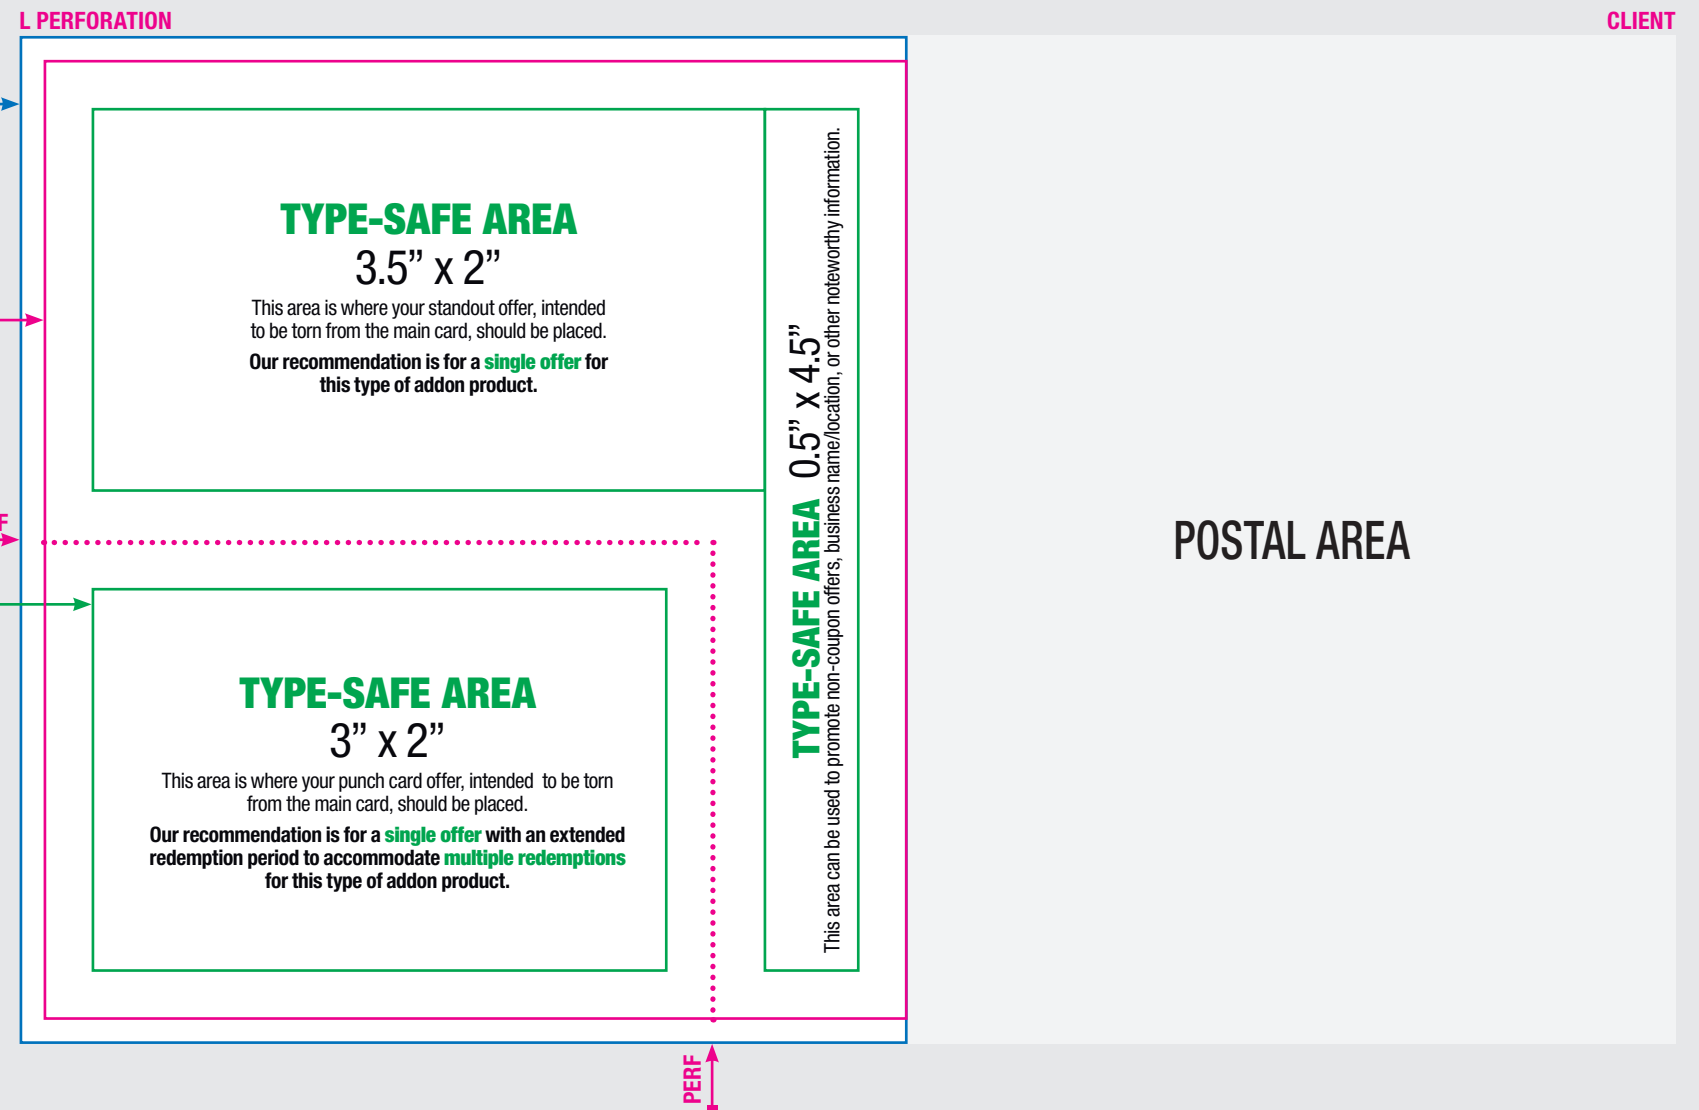 L PERFORATION
CLIENT
TYPE-SAFE AREA
3.5” x 2”
This area is where your standout offer, intended
to be torn from the main card, should be placed.
Our recommendation is for a single offer for
this type of addon product.
TYPE-SAFE AREA 0.5” x 4.5”
This area can be used to promote non-coupon offers, business name/location, or other noteworthy information.
F
TYPE-SAFE AREA
3” x 2”
This area is where your punch card offer, intended  to be torn
from the main card, should be placed.
Our recommendation is for a single offer with an extended
redemption period to accommodate multiple redemptions
for this type of addon product.
POSTAL AREA
PERF